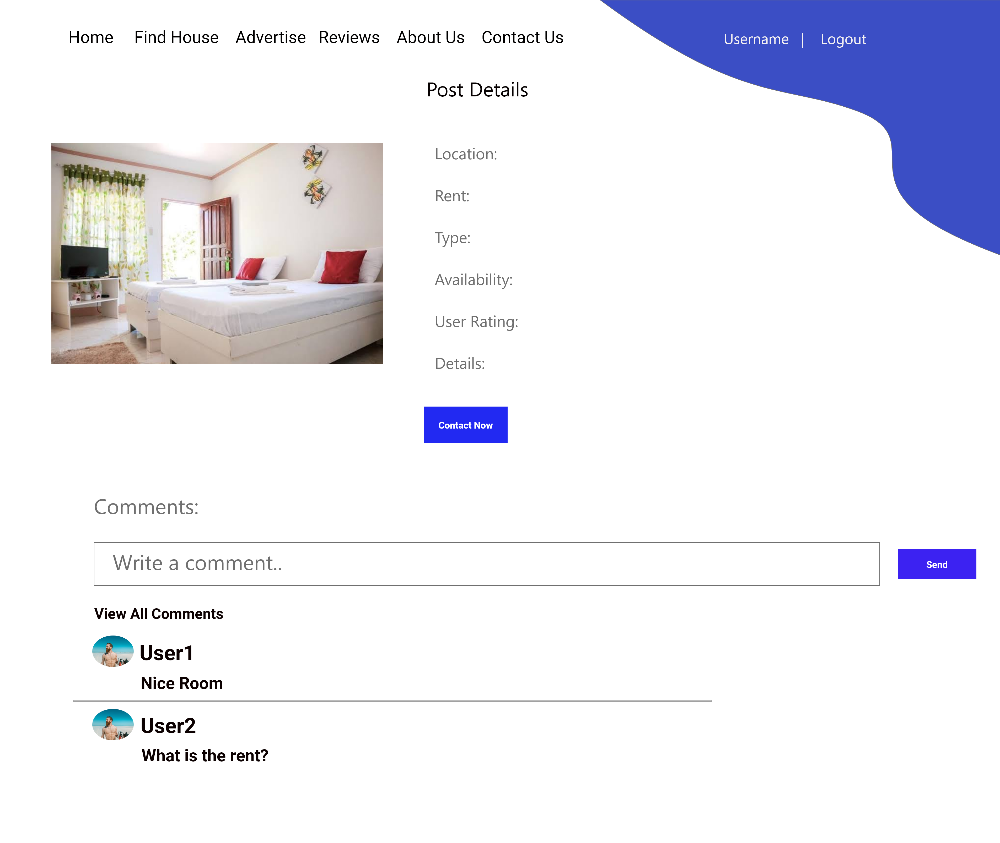 Home Find House Advertise Reviews About Us Contact Us Username | Logout
Post Details
Location:
Rent:
Type:
Availability:
User Rating:
Details:
Contact Now
Comments:
Write a comment..
Send
View All Comments
User1
Nice Room
User2
What is the rent?